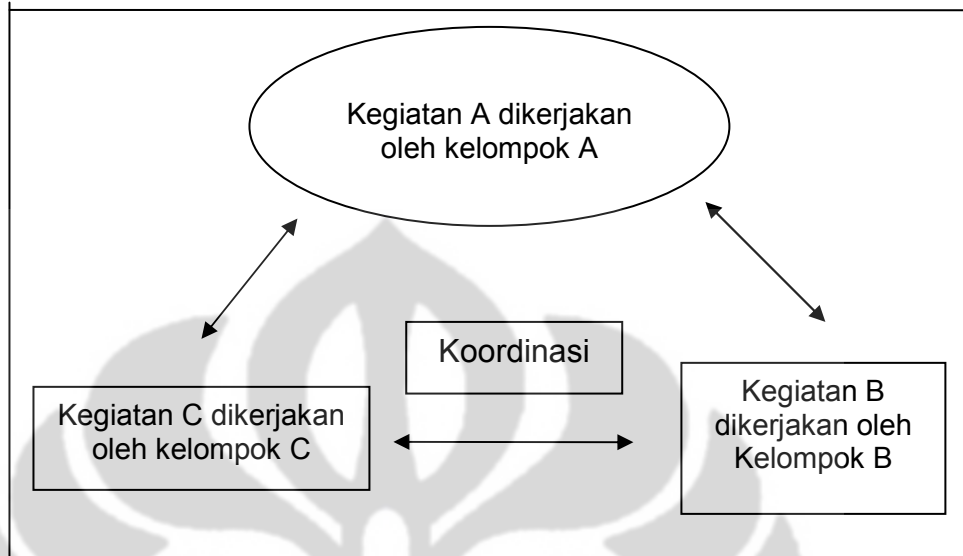 Kegiatan A dikerjakan
oleh kelompok A
Koordinasi
Kegiatan C dikerjakan
oleh kelompok C
Kegiatan B
dikerjakan oleh
Kelompok B